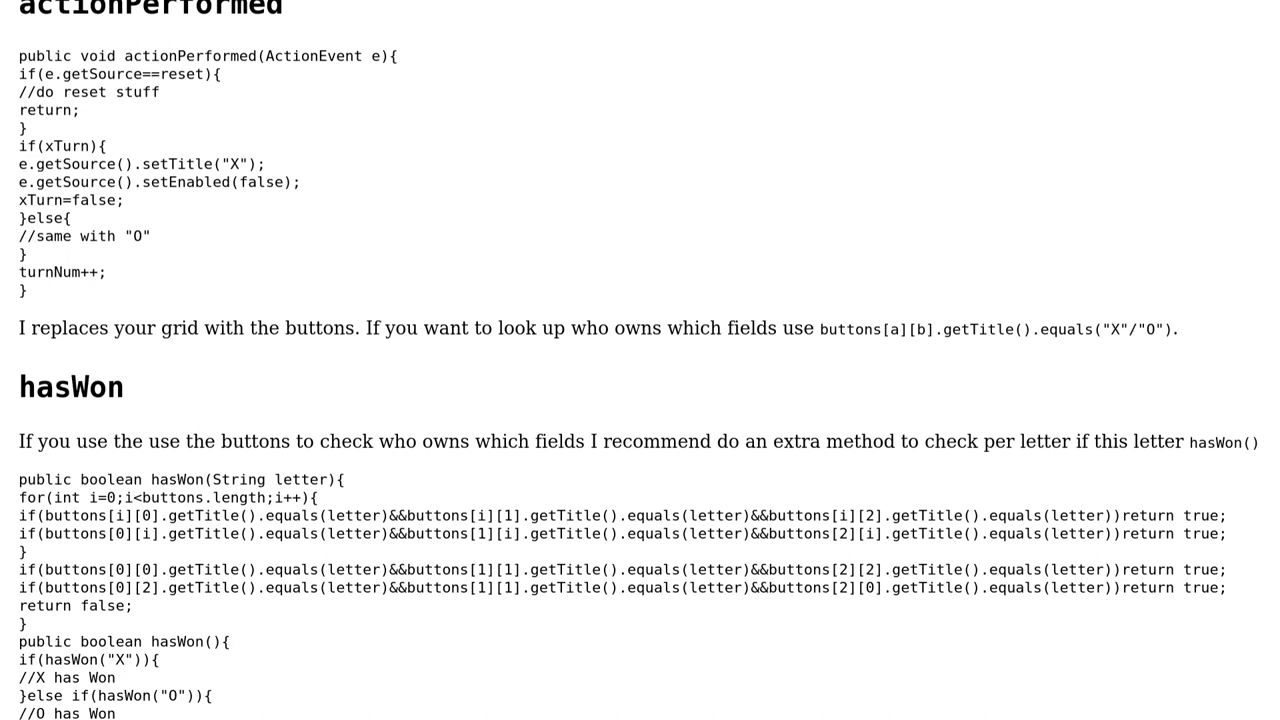 actionPerformed
public void actionPerformed(ActionEvent e){
if(e.getSource==reset){
//do reset stuff
return;
}
if(xTurn){
e.getSource().setTitle("X");
e.getSource().setEnabled(false);
xTurn=false;
}else{
//same with "O"
}
turnNum++;
}
I replaces your grid with the buttons. If you want to look up who owns which fields use buttons[a][b].getTitle().equals("X"/"O").
hasWon
If you use the use the buttons to check who owns which fields I recommend do an extra method to check per letter if this letter hasWon()
public boolean hasWon(String letter){
for(int i=0;i<buttons.length;i++){
if(buttons[i][0].getTitle().equals(letter)&&buttons[i][1].getTitle().equals(letter)&&buttons[i][2].getTitle().equals(letter))return true;
if(buttons[0][i].getTitle().equals(letter)&&buttons[1][i].getTitle().equals(letter)&&buttons[2][i].getTitle().equals(letter))return true;
}
if(buttons[0][0].getTitle().equals(letter)&&buttons[1][1].getTitle().equals(letter)&&buttons[2][2].getTitle().equals(letter))return true;
if(buttons[0][2].getTitle().equals(letter)&&buttons[1][1].getTitle().equals(letter)&&buttons[2][0].getTitle().equals(letter))return true;
return false;
}
public boolean hasWon(){
if(hasWon("X")){
//X has Won
}else if(hasWon("O")){
//O has Won